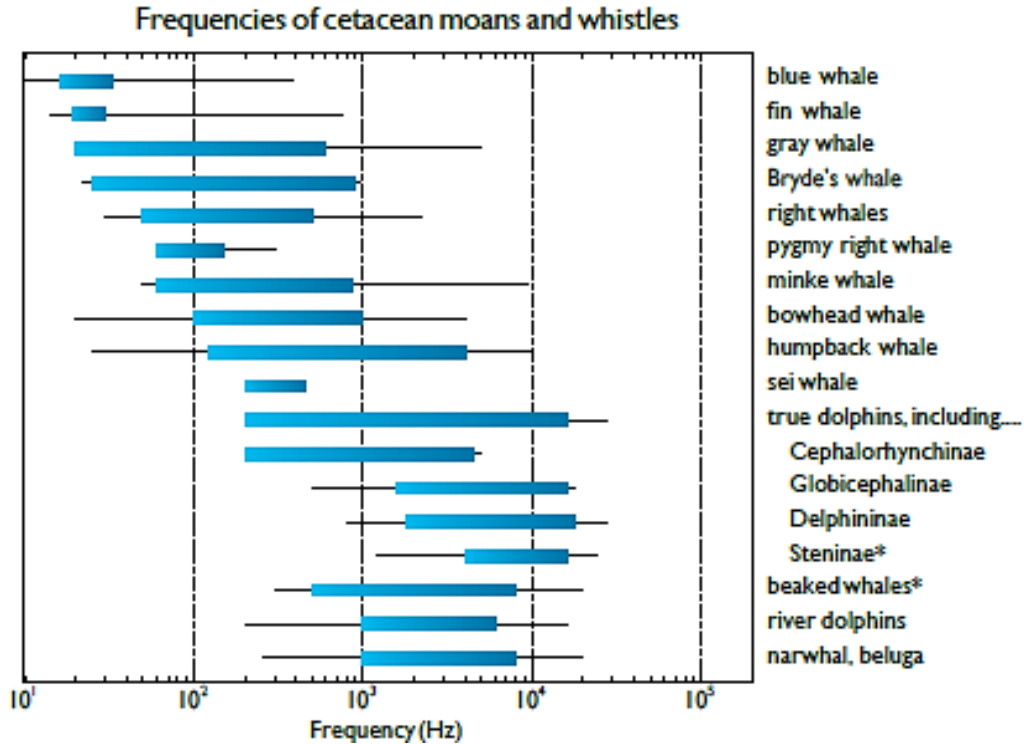 Frequencies of cetacean moans and whistles
blue whale
fin whale
gray whale
Bryde's whale
right whales
pygmy right whale
minke whale
bowhead whale
humpback whale
sei whale
true dolphins, including....
Cephalorhynchinae
Globicephalinae
Delphininae
Steninae*
beaked whales*
river dolphins
narwhal, beluga
10¹ 10² 10³ 10⁴ 10⁵
Frequency (Hz)